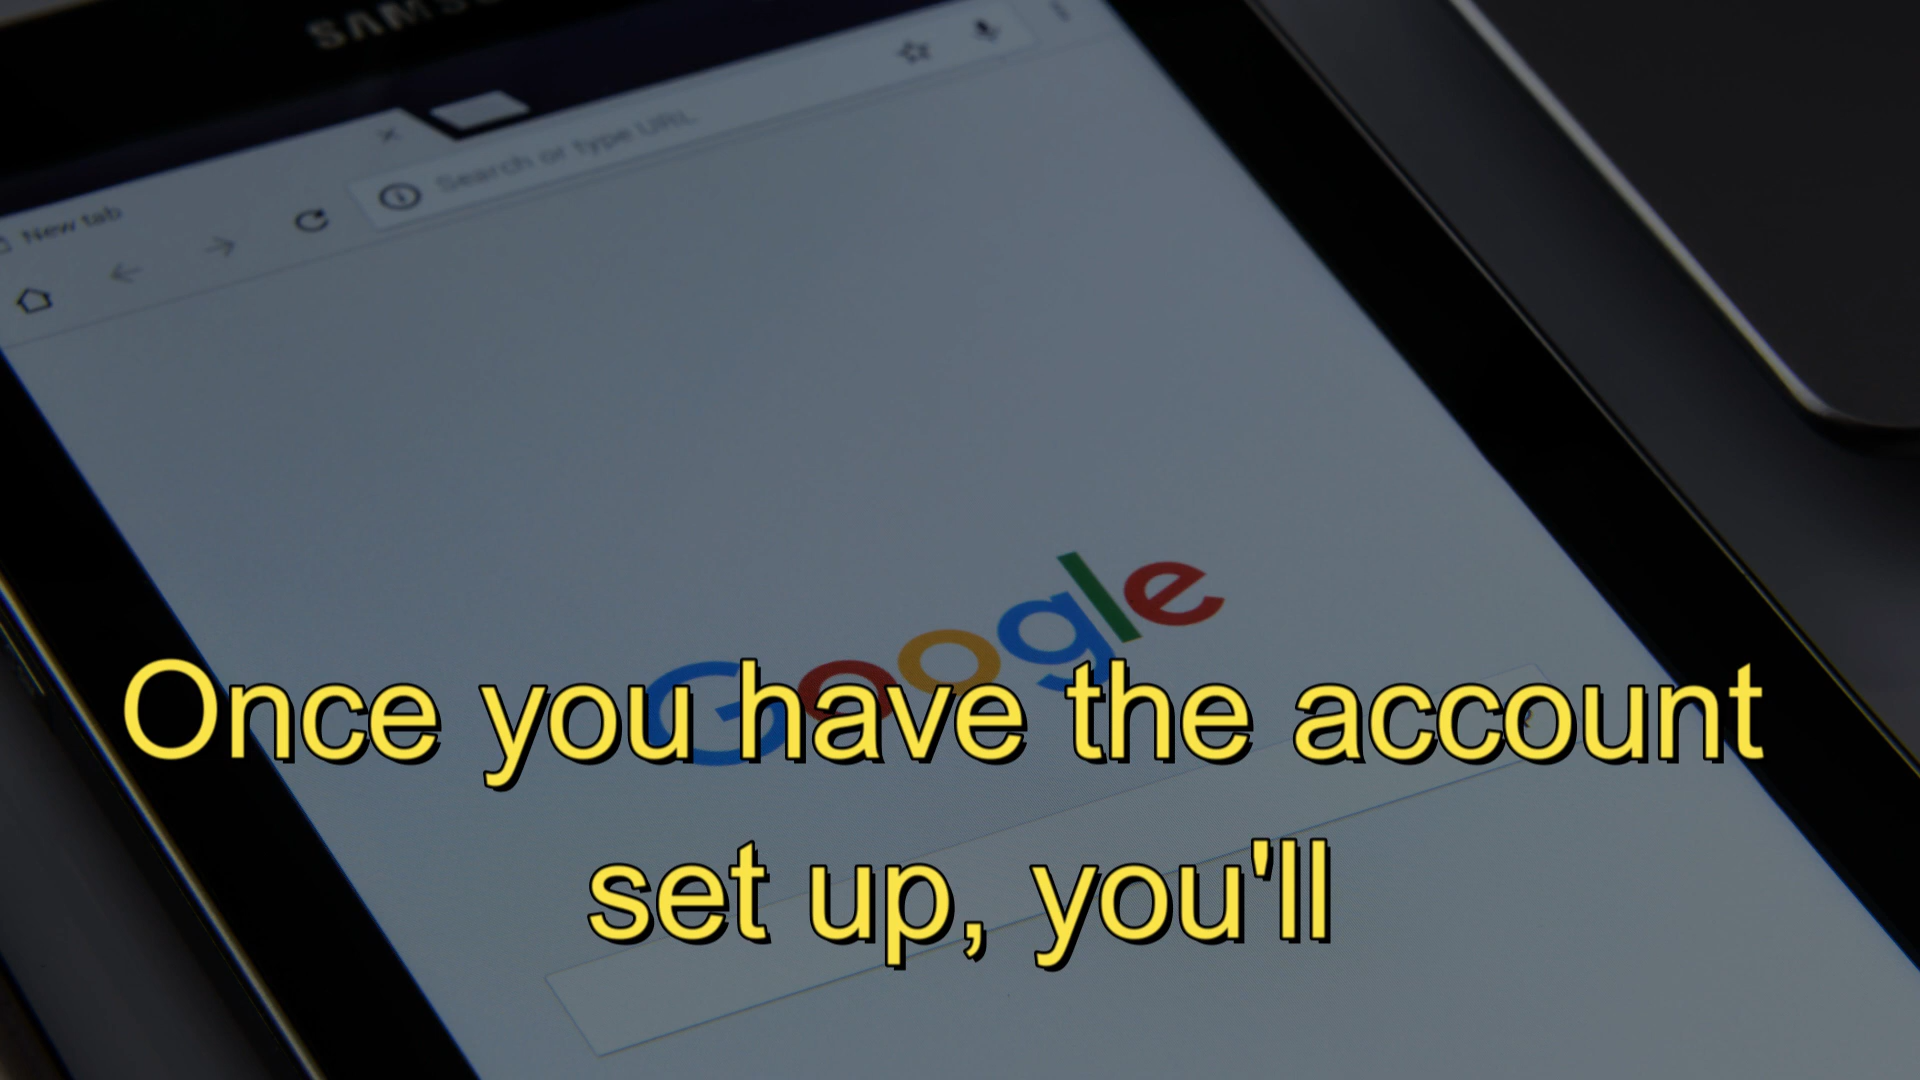 SAMS
New tab
Search or type URL
Google
Once you have the account
set up, you'll